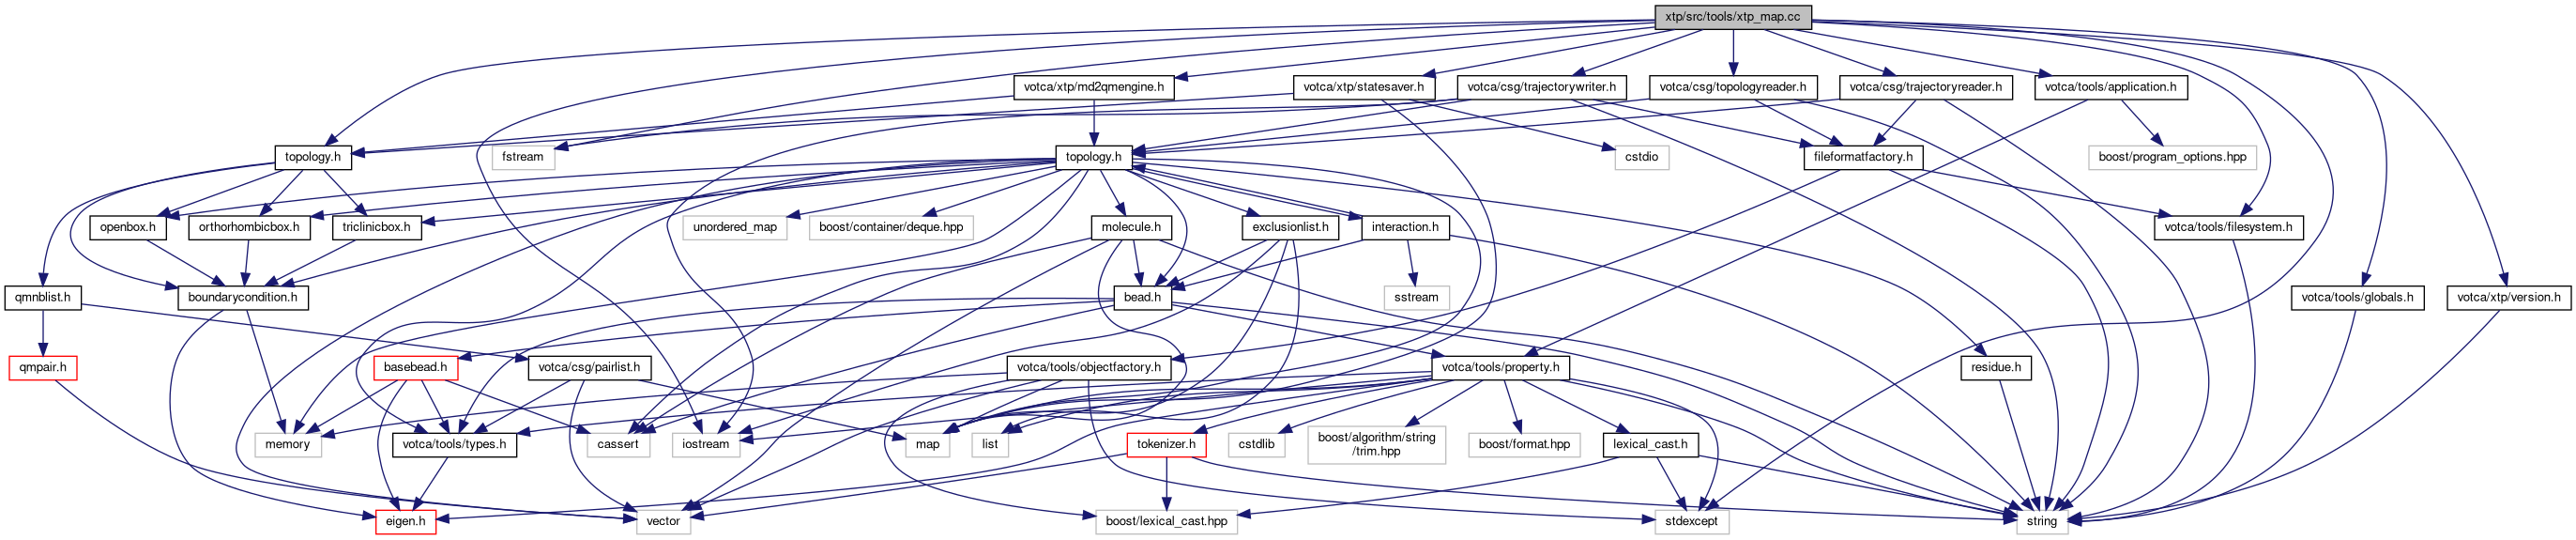 xtp/src/tools/xtp_map.cc
votca/xtp/md2qmengine.h
votca/xtp/statesaver.h
votca/csg/trajectorywriter.h
votca/csg/topologyreader.h
votca/csg/trajectoryreader.h
votca/tools/application.h
topology.h
fstream
topology.h
cstdio
fileformatfactory.h
boost/program_options.hpp
openbox.h
orthorhombicbox.h
triclinicbox.h
unordered_map
boost/container/deque.hpp
molecule.h
exclusionlist.h
interaction.h
votca/tools/filesystem.h
qmnblist.h
boundarycondition.h
bead.h
sstream
votca/tools/globals.h
votca/xtp/version.h
qmpair.h
basebead.h
votca/csg/pairlist.h
votca/tools/objectfactory.h
votca/tools/property.h
residue.h
memory
votca/tools/types.h
cassert
iostream
map
list
tokenizer.h
cstdlib
boost/algorithm/string
/trim.hpp
boost/format.hpp
lexical_cast.h
eigen.h
vector
boost/lexical_cast.hpp
stdexcept
string